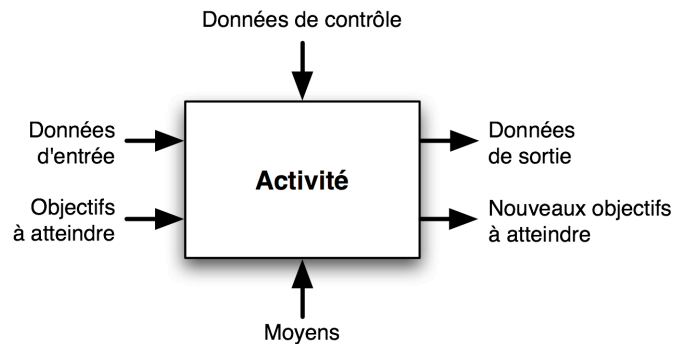 Données de contrôle
Données
d'entrée
Objectifs
à atteindre
Activité
Données
de sortie
Nouveaux objectifs
à atteindre
Moyens